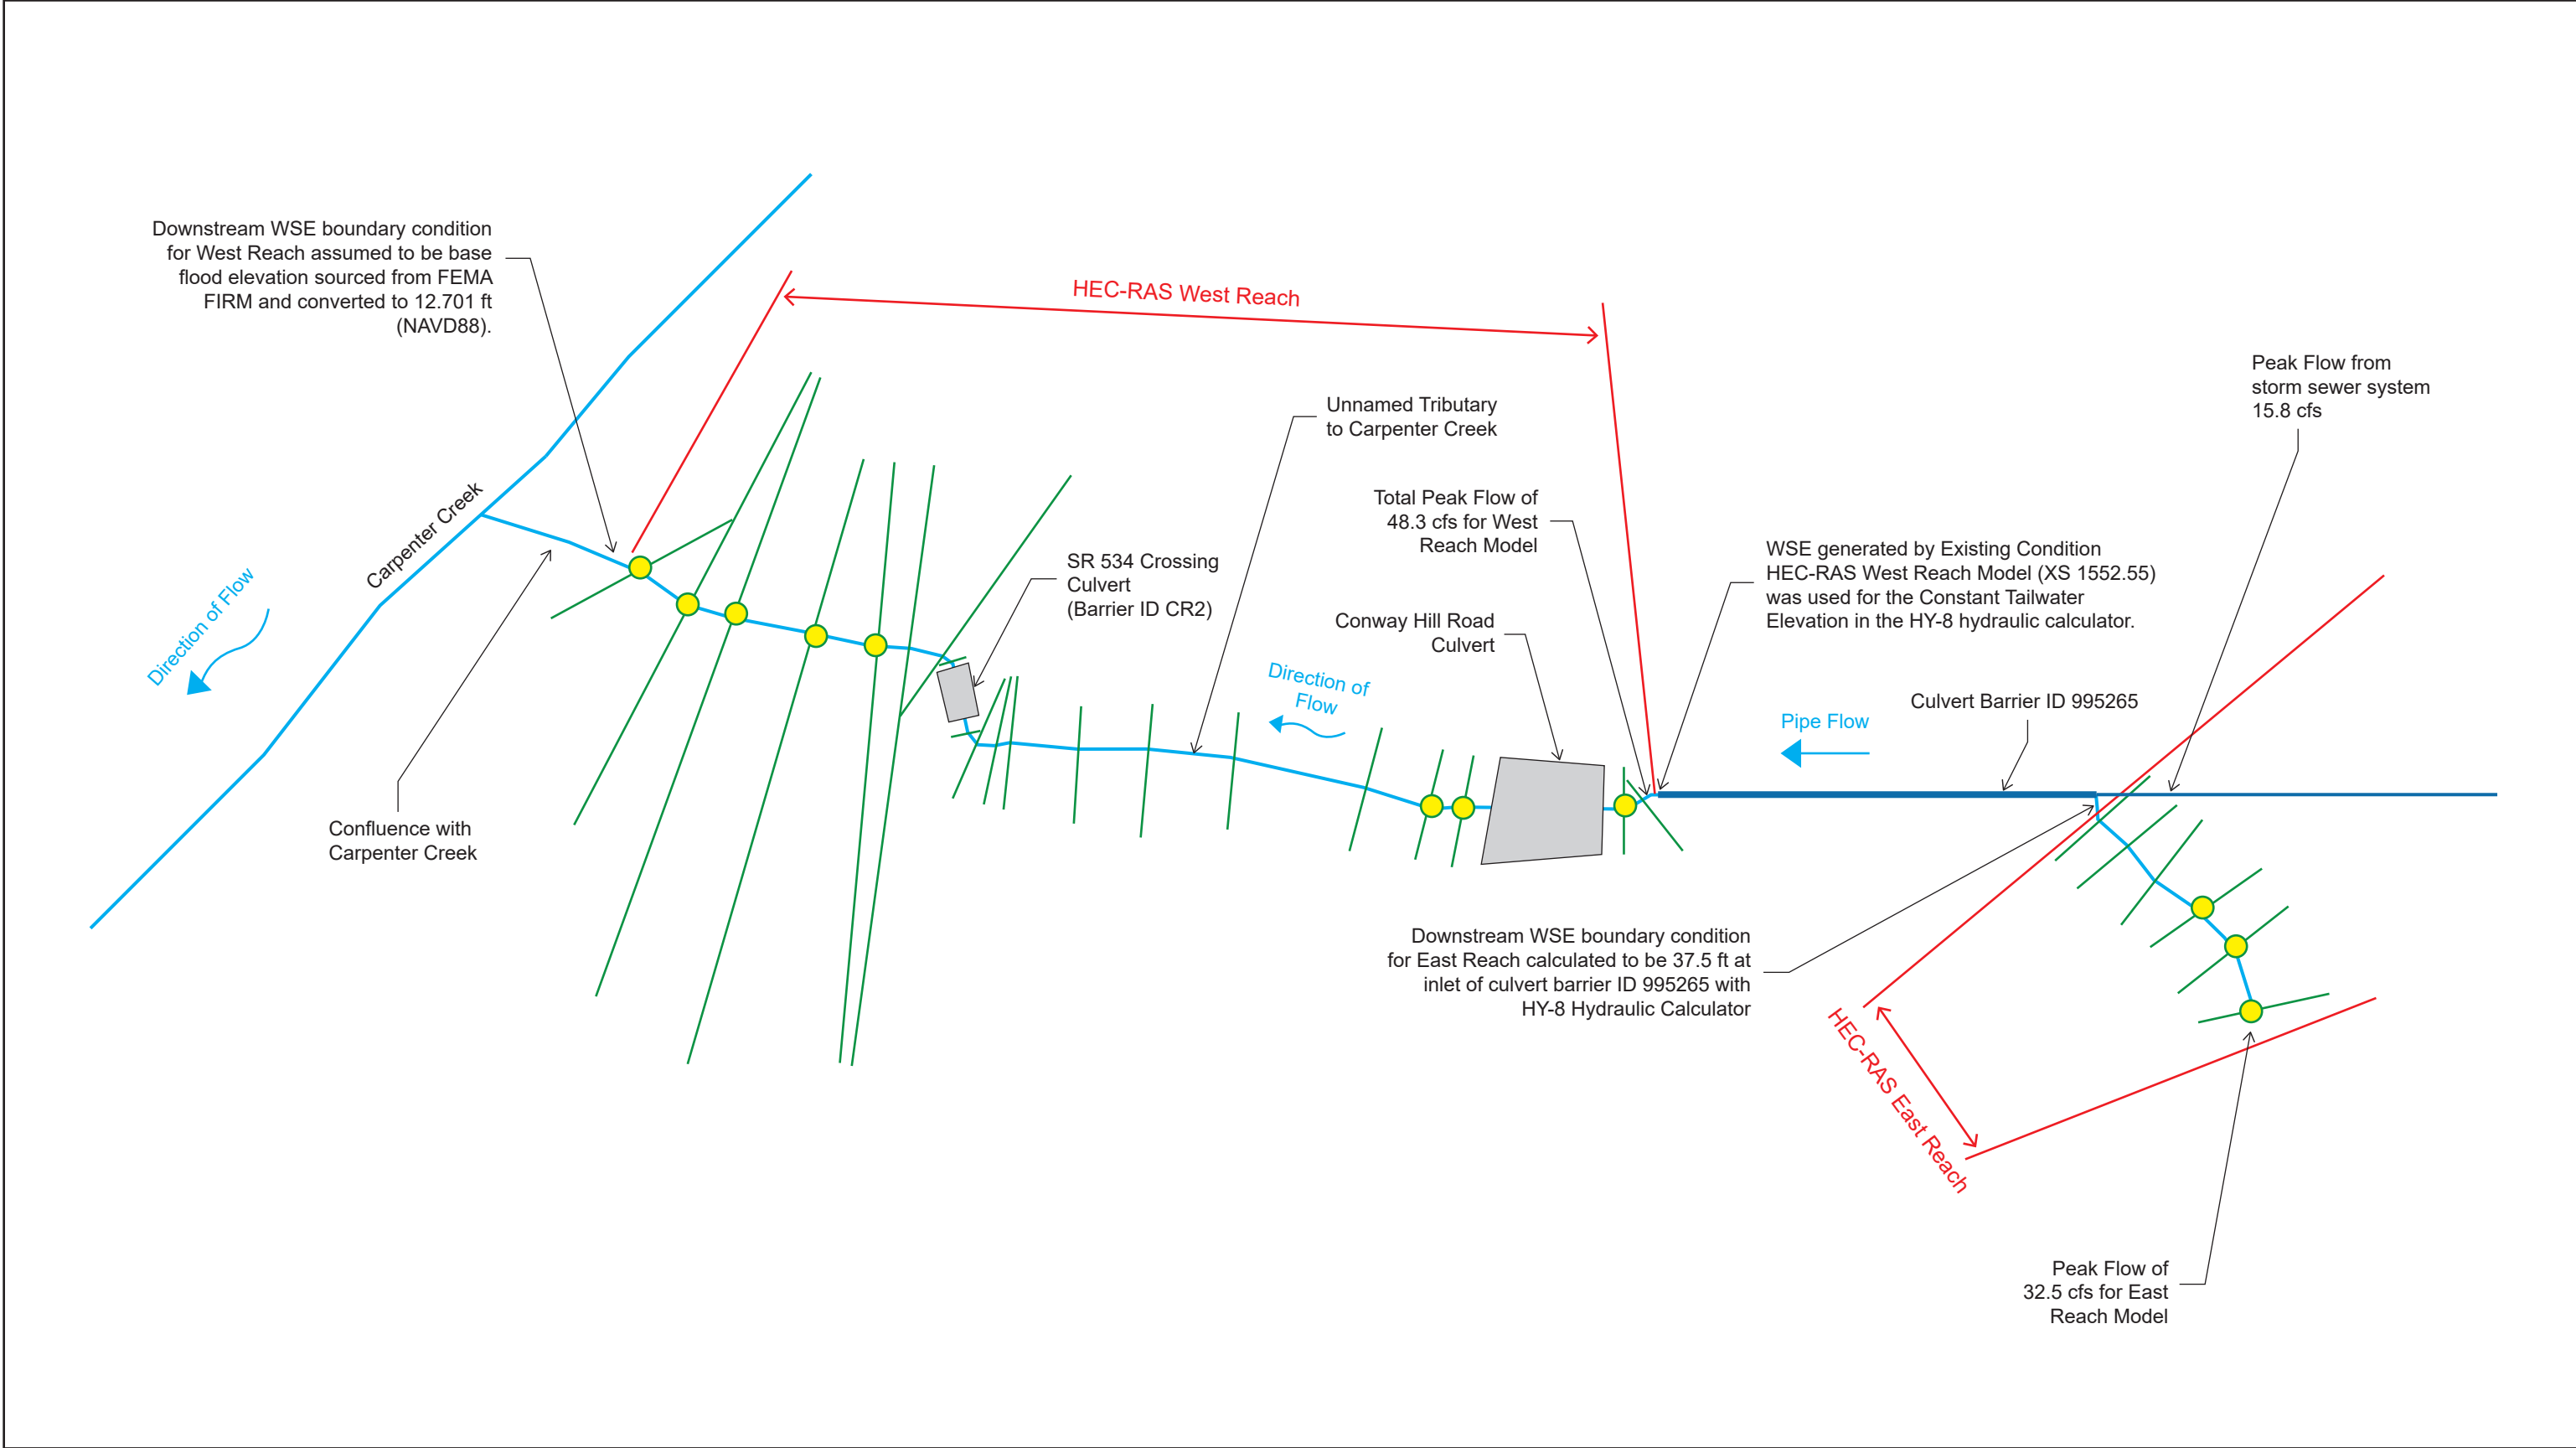 Downstream WSE boundary condition
for West Reach assumed to be base
flood elevation sourced from FEMA
FIRM and converted to 12.701 ft
(NAVD88).
HEC-RAS West Reach
Peak Flow from
storm sewer system
15.8 cfs
Unnamed Tributary
to Carpenter Creek
Total Peak Flow of
48.3 cfs for West
Reach Model
Carpenter Creek
Direction of Flow
SR 534 Crossing
Culvert
(Barrier ID CR2)
WSE generated by Existing Condition
HEC-RAS West Reach Model (XS 1552.55)
was used for the Constant Tailwater
Elevation in the HY-8 hydraulic calculator.
Conway Hill Road
Culvert
Direction of
Flow
Culvert Barrier ID 995265
Pipe Flow
Confluence with
Carpenter Creek
Downstream WSE boundary condition
for East Reach calculated to be 37.5 ft at
inlet of culvert barrier ID 995265 with
HY-8 Hydraulic Calculator
HEC-RAS East Reach
Peak Flow of
32.5 cfs for East
Reach Model